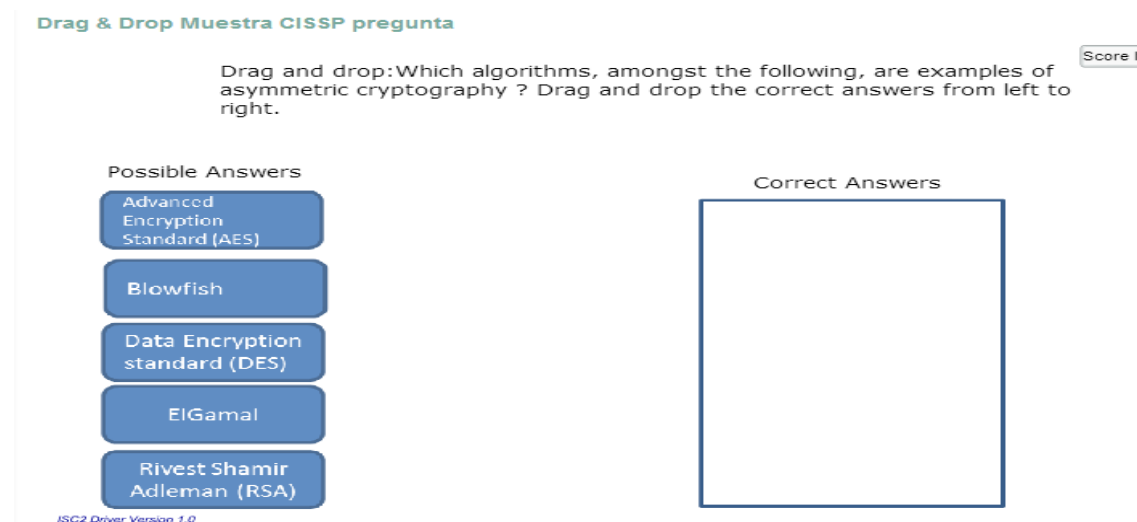 Drag & Drop Muestra CISSP pregunta
Score
Drag and drop:Which algorithms, amongst the following, are examples of
asymmetric cryptography ? Drag and drop the correct answers from left to
right.
Possible Answers
Correct Answers
Advanced
Encryption
Standard (AES)
Blowfish
Data Encryption
standard (DES)
ElGamal
Rivest Shamir
Adleman (RSA)
ISC2 Driver Version 1.0